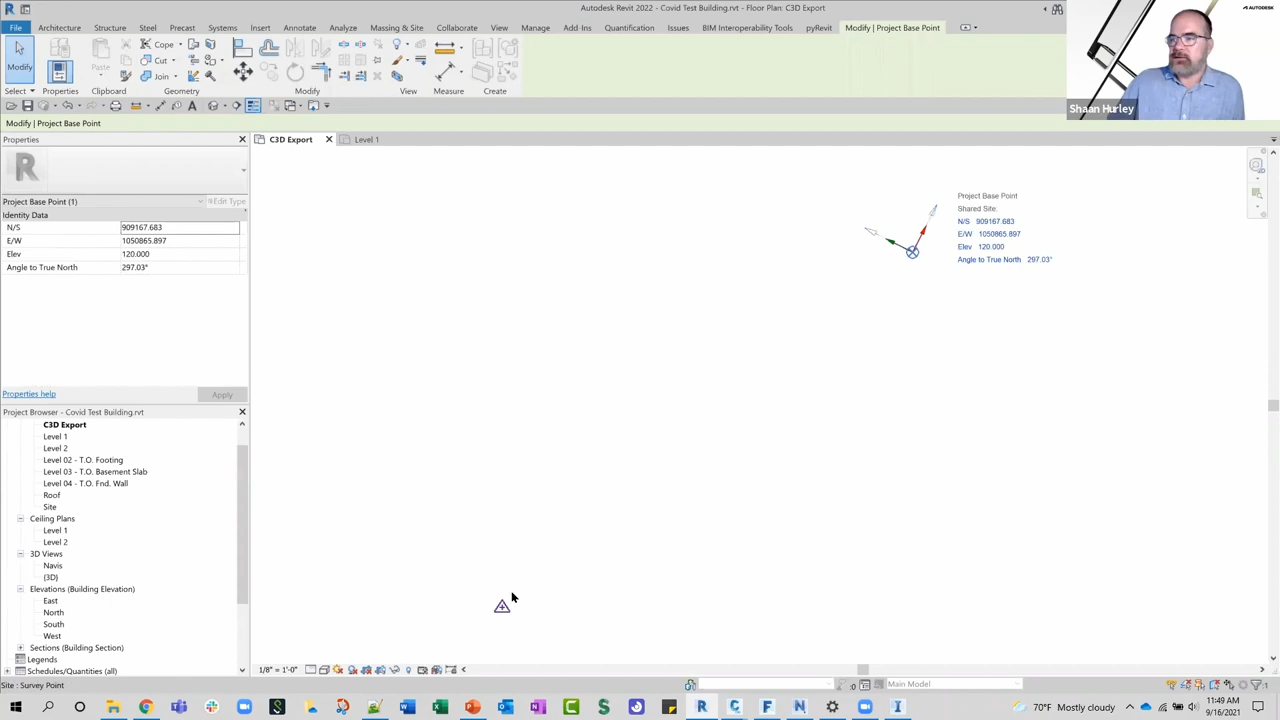 Autodesk Revit 2022 - Covid Test Building.rvt - Floor Plan: C3D Export
AUTODESK
File Architecture Structure Steel Precast Systems Insert Annotate Analyze Massing & Site Collaborate View Manage Add-Ins Quantification Issues BIM Interoperability Tools pyRevit Modify | Project Base Point
Cope
Cut
Join
Modify Properties Paste
Select Properties Clipboard Geometry Modify View Measure Create
Shaan Hurley
Modify | Project Base Point
Properties
C3D Export Level 1
R
Project Base Point (1) Edit Type
Identity Data
N/S 909167.683
E/W 1050865.897
Elev 120.000
Angle to True North 297.03°
Project Base Point
Shared Site.
N/S 909167.683
E/W 1050865.897
Elev 120.000
Angle to True North 297.03°
Properties help Apply
Project Browser - Covid Test Building.rvt
C3D Export
Level 1
Level 2
Level 02 - T.O. Footing
Level 03 - T.O. Basement Slab
Level 04 - T.O. Fnd. Wall
Roof
Site
Ceiling Plans
Level 1
Level 2
3D Views
Navis
{3D}
Elevations (Building Elevation)
East
North
South
West
Sections (Building Section)
Legends
Schedules/Quantities (all)
1/8" = 1'-0"
Site : Survey Point
:0
Main Model
:1
70°F Mostly cloudy
11:49 AM
9/16/2021